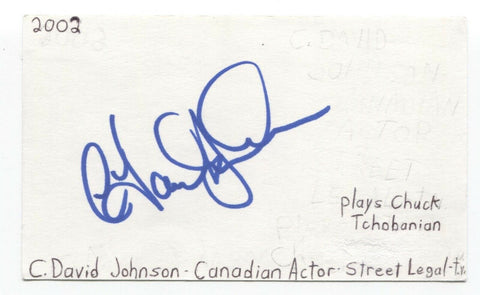 2002
plays Chuck
Tchobanian
C. David Johnson - Canadian Actor - Street Legal - t.v.